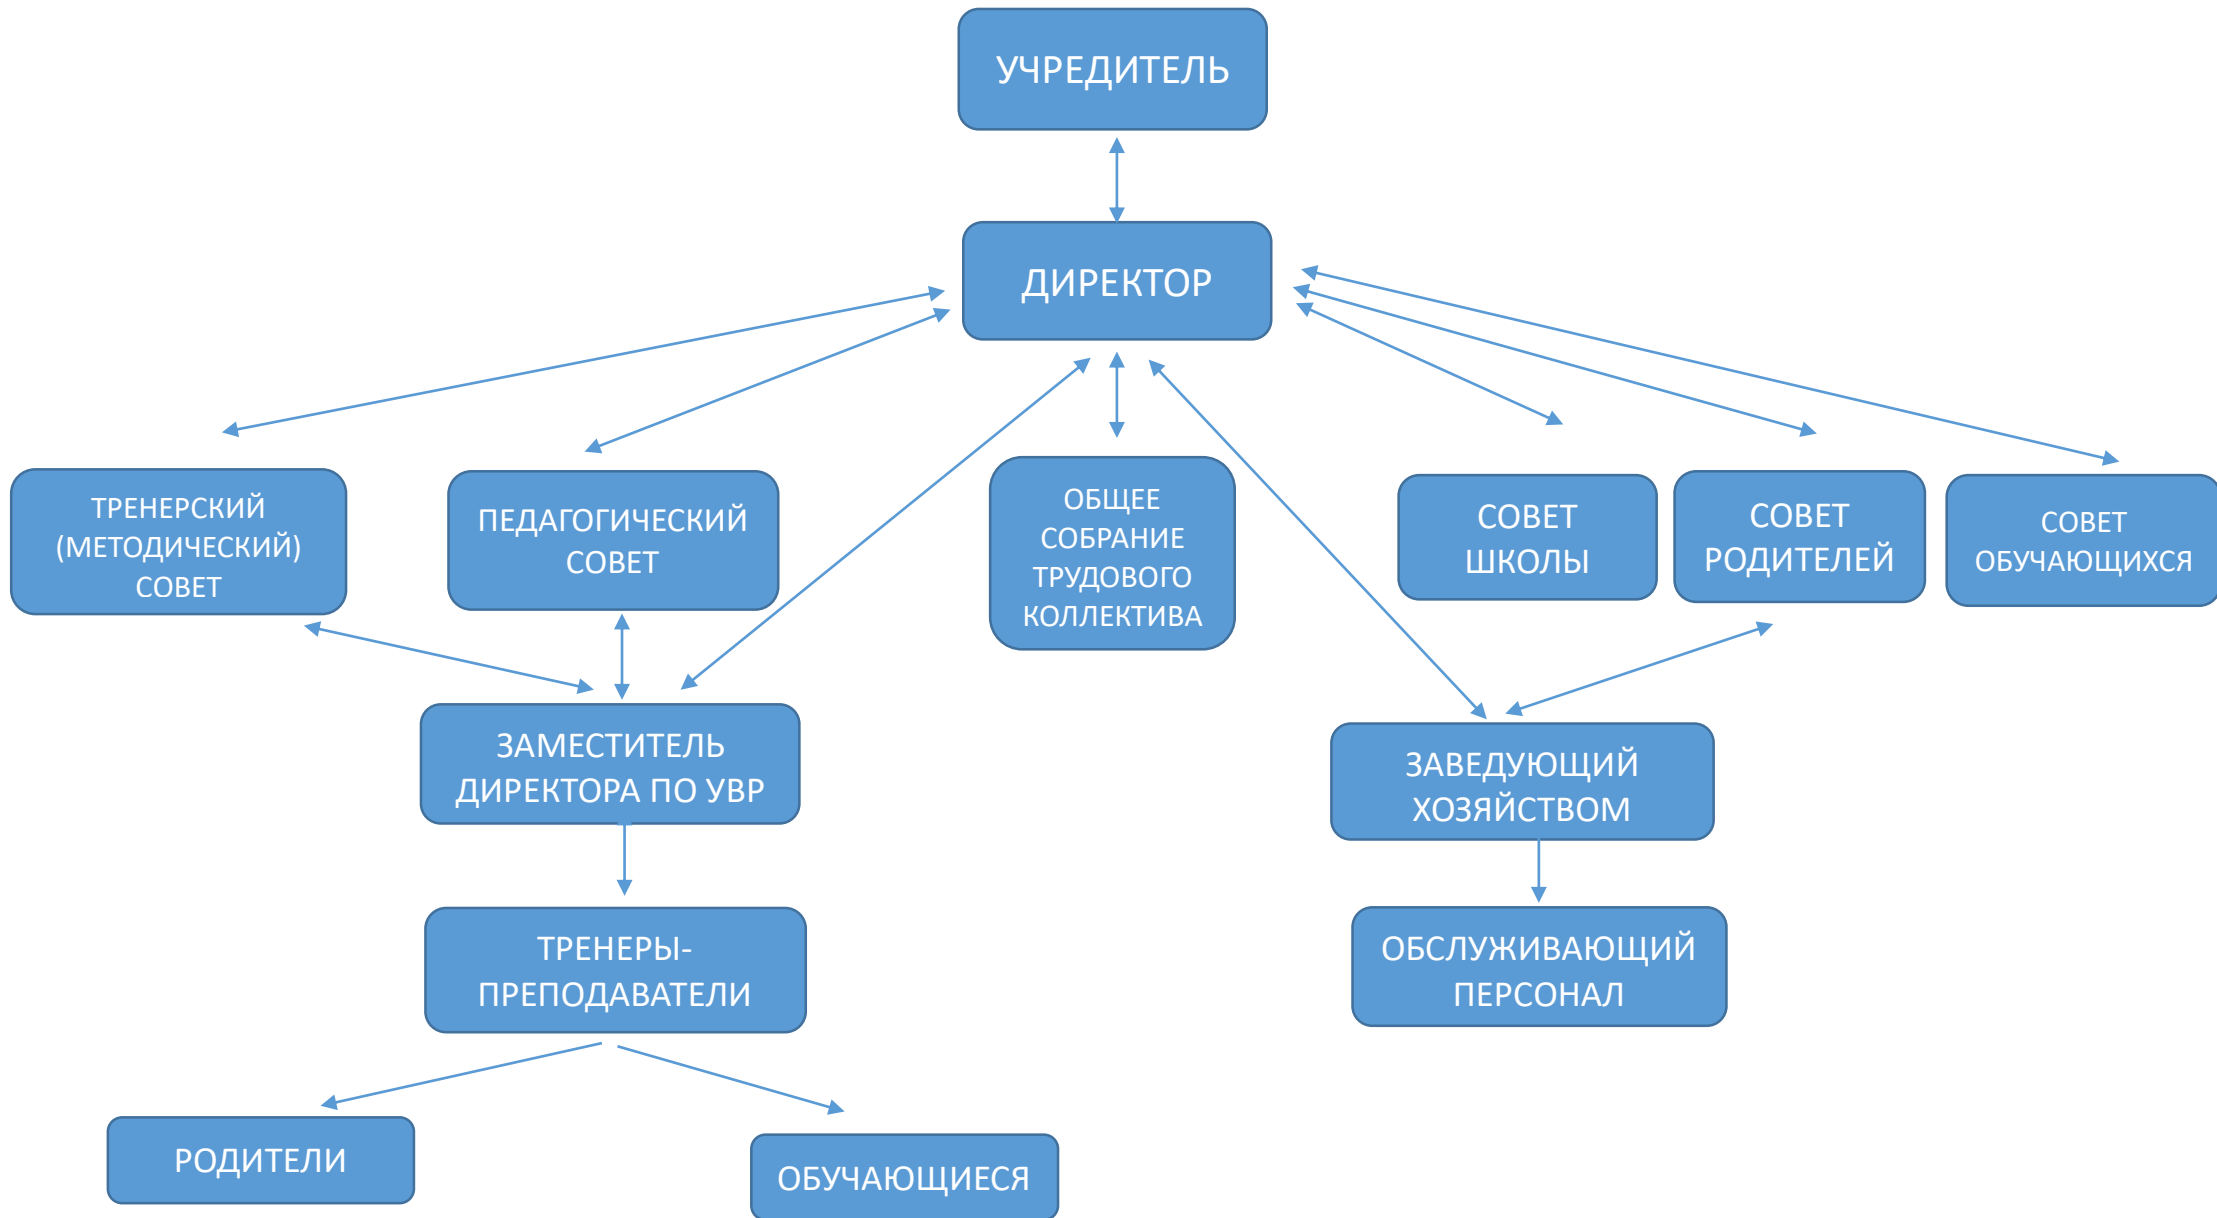 УЧРЕДИТЕЛЬ
ДИРЕКТОР
ТРЕНЕРСКИЙ
(МЕТОДИЧЕСКИЙ)
СОВЕТ
ПЕДАГОГИЧЕСКИЙ
СОВЕТ
ОБЩЕЕ
СОБРАНИЕ
ТРУДОВОГО
КОЛЛЕКТИВА
СОВЕТ
ШКОЛЫ
СОВЕТ
РОДИТЕЛЕЙ
СОВЕТ
ОБУЧАЮЩИХСЯ
ЗАМЕСТИТЕЛЬ
ДИРЕКТОРА ПО УВР
ЗАВЕДУЮЩИЙ
ХОЗЯЙСТВОМ
ТРЕНЕРЫ-
ПРЕПОДАВАТЕЛИ
ОБСЛУЖИВАЮЩИЙ
ПЕРСОНАЛ
РОДИТЕЛИ
ОБУЧАЮЩИЕСЯ